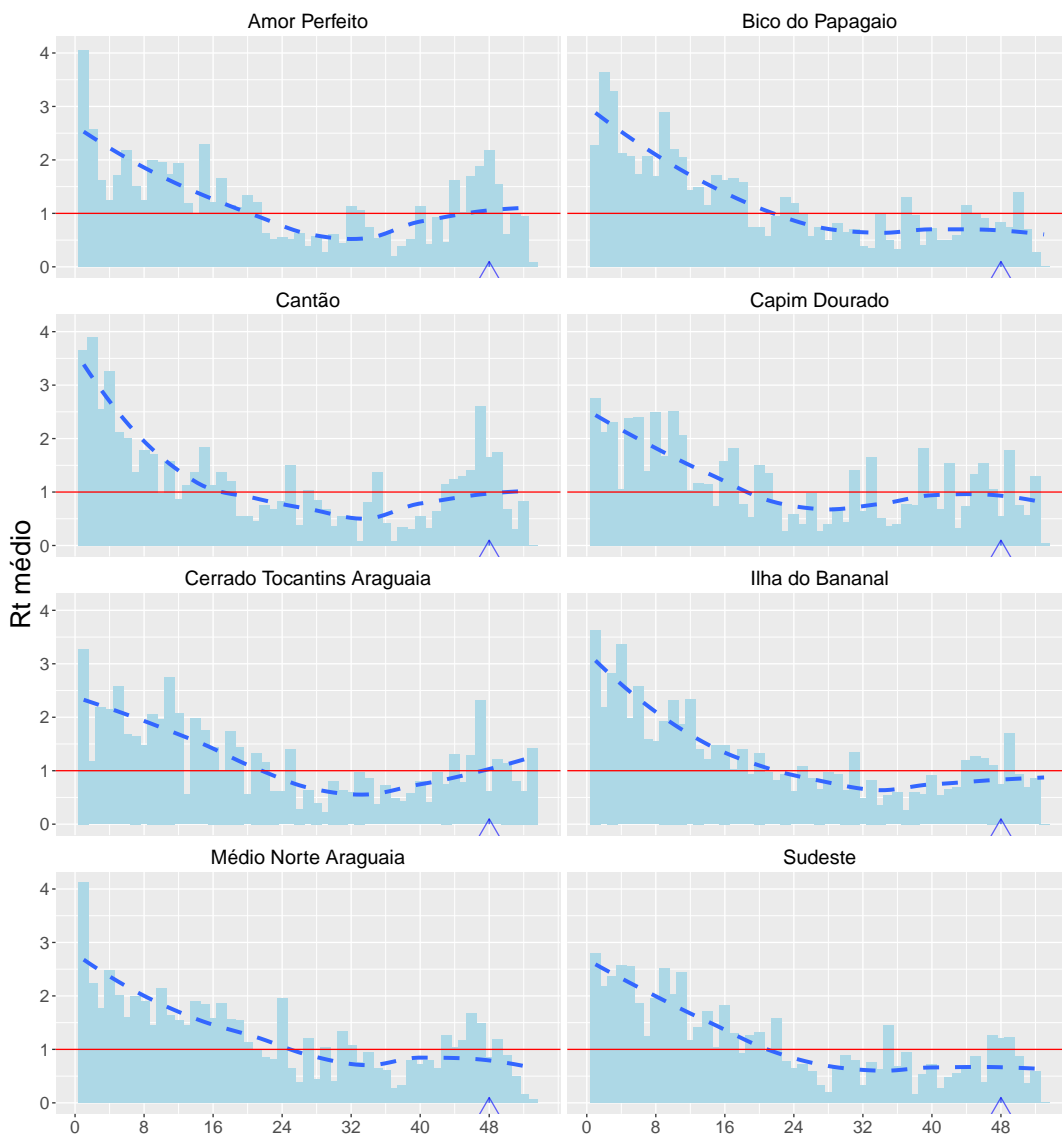 Amor Perfeito
Bico do Papagaio
4
3
2
1
0
Cantão
Capim Dourado
4
3
2
1
0
Rt médio
Cerrado Tocantins Araguaia
Ilha do Bananal
4
3
2
1
0
Médio Norte Araguaia
Sudeste
4
3
2
1
0
0 8 16 24 32 40 48
0 8 16 24 32 40 48